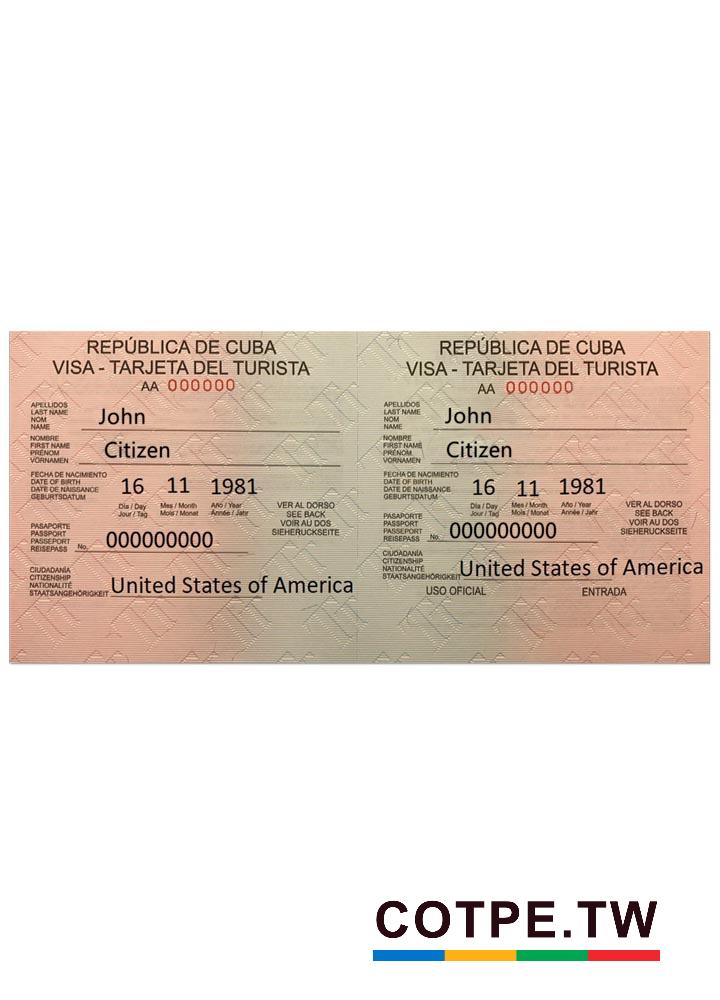 REPÚBLICA DE CUBA
VISA - TARJETA DEL TURISTA
AA 000000
APELLIDOS
LAST NAME
NOM
NAME
John
NOMBRE
FIRST NAME
PRÉNOM
VORNAMEN
Citizen
FECHA DE NACIMIENTO
DATE OF BIRTH
DATE DE NAISSANCE
GEBURTSDATUM
16 11 1981
Día / Day Mes / Month Año / Year
Jour / Tag Mois / Monat Année / Jahr
VER AL DORSO
SEE BACK
VOIR AU DOS
SIEHERUCKSEITE
PASAPORTE
PASSPORT
PASSEPORT
REISEPASS
No. 000000000
CIUDADANÍA
CITIZENSHIP
NATIONALITÉ
STAATSANGEHÖRIGKEIT
United States of America
REPÚBLICA DE CUBA
VISA - TARJETA DEL TURISTA
AA 000000
APELLIDOS
LAST NAME
NOM
NAME
John
NOMBRE
FIRST NAME
PRÉNOM
VORNAMEN
Citizen
FECHA DE NACIMIENTO
DATE OF BIRTH
DATE DE NAISSANCE
GEBURTSDATUM
16 11 1981
Día / Day Mes / Month Año / Year
Jour / Tag Mois / Monat Année / Jahr
VER AL DORSO
SEE BACK
VOIR AU DOS
SIEHERUCKSEITE
PASAPORTE
PASSPORT
PASSEPORT
REISEPASS
No. 000000000
CIUDADANÍA
CITIZENSHIP
NATIONALITÉ
STAATSANGEHÖRIGKEIT
United States of America
USO OFICIAL ENTRADA
COTPE.TW